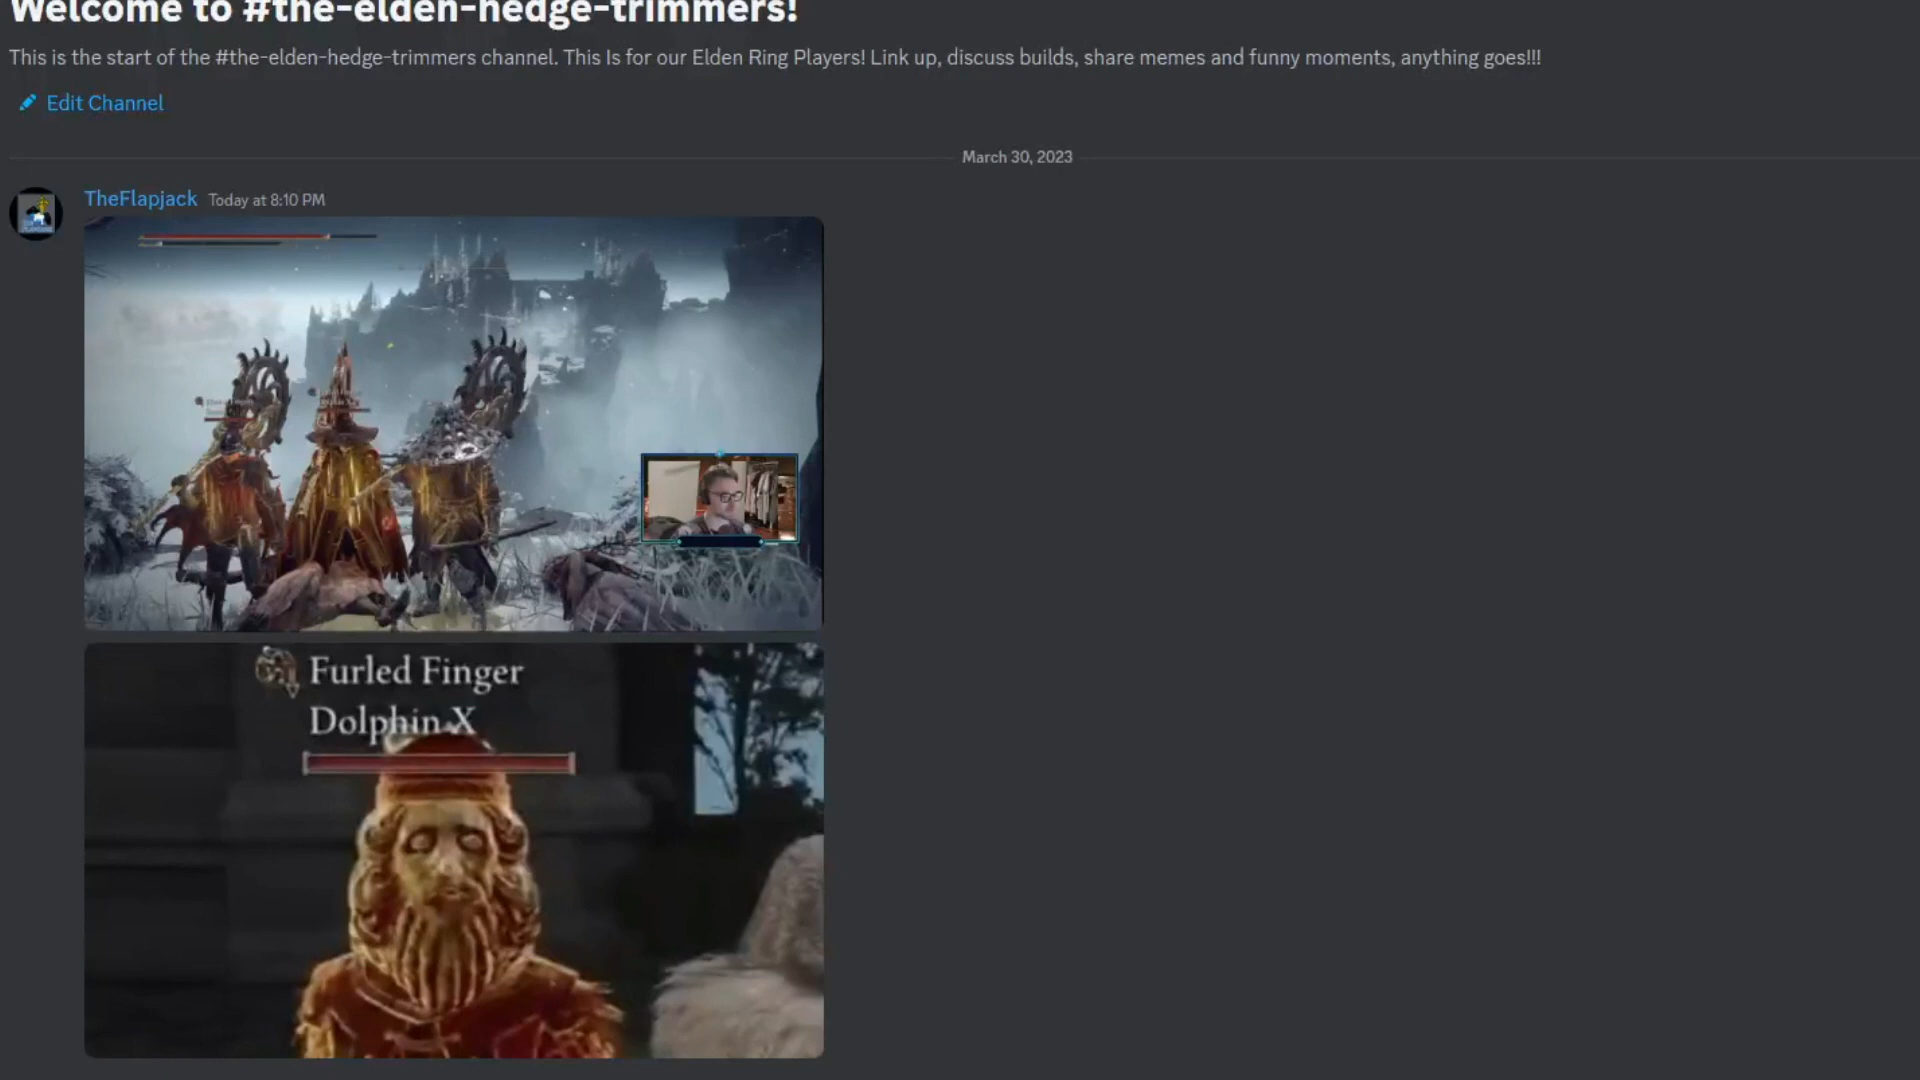 Welcome to #the-elden-hedge-trimmers!
This is the start of the #the-elden-hedge-trimmers channel. This Is for our Elden Ring Players! Link up, discuss builds, share memes and funny moments, anything goes!!!
Edit Channel
March 30, 2023
TheFlapjack Today at 8:10 PM
Furled Finger
Dolphin X